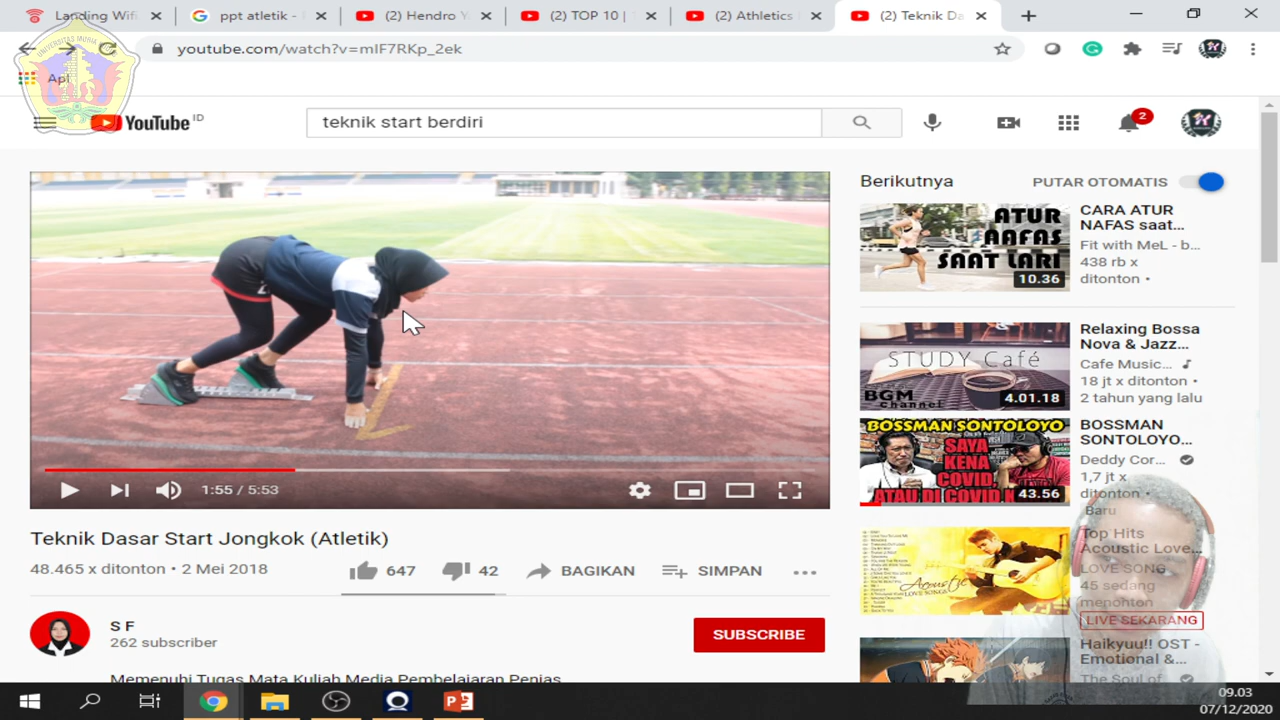 Landing Wifi
ppt atletik -
(2) Hendro Y
(2) TOP 10 |
(2) Athletics
(2) Teknik Da
youtube.com/watch?v=mIF7RKp_2ek
Apl
YouTube ID
teknik start berdiri
2
1:55 / 5:53
Teknik Dasar Start Jongkok (Atletik)
48.465 x ditonton
Mei 2018
647
42
SIMPAN
S F
262 subscriber
SUBSCRIBE
Memenuhi Tugas Mata Kuliah Media Pembelajaran Penjas
Berikutnya
PUTAR OTOMATIS
ATUR
NAFAS
SAAT LARI
10.36
CARA ATUR
NAFAS saat...
Fit with MeL - b...
438 rb x
ditonton •
STUDY Café
BGM
channel
4.01.18
Relaxing Bossa
Nova & Jazz...
Cafe Music...
18 jt x ditonton •
2 tahun yang lalu
BOSSMAN SONTOLOYO
SAYA
KENA
COVID,
ATAU DI COVID
43.56
BOSSMAN
SONTOLOYO...
Deddy Cor...
1,7 jt x
ditonton •
Baru
Acoustic
LOVE SONGS
Top Hits
Acoustic Love...
LOVE SONG
45 sedang
menonton
LIVE SEKARANG
Haikyuu!! OST -
Emotional &...
The Soul of
09.03
07/12/2020